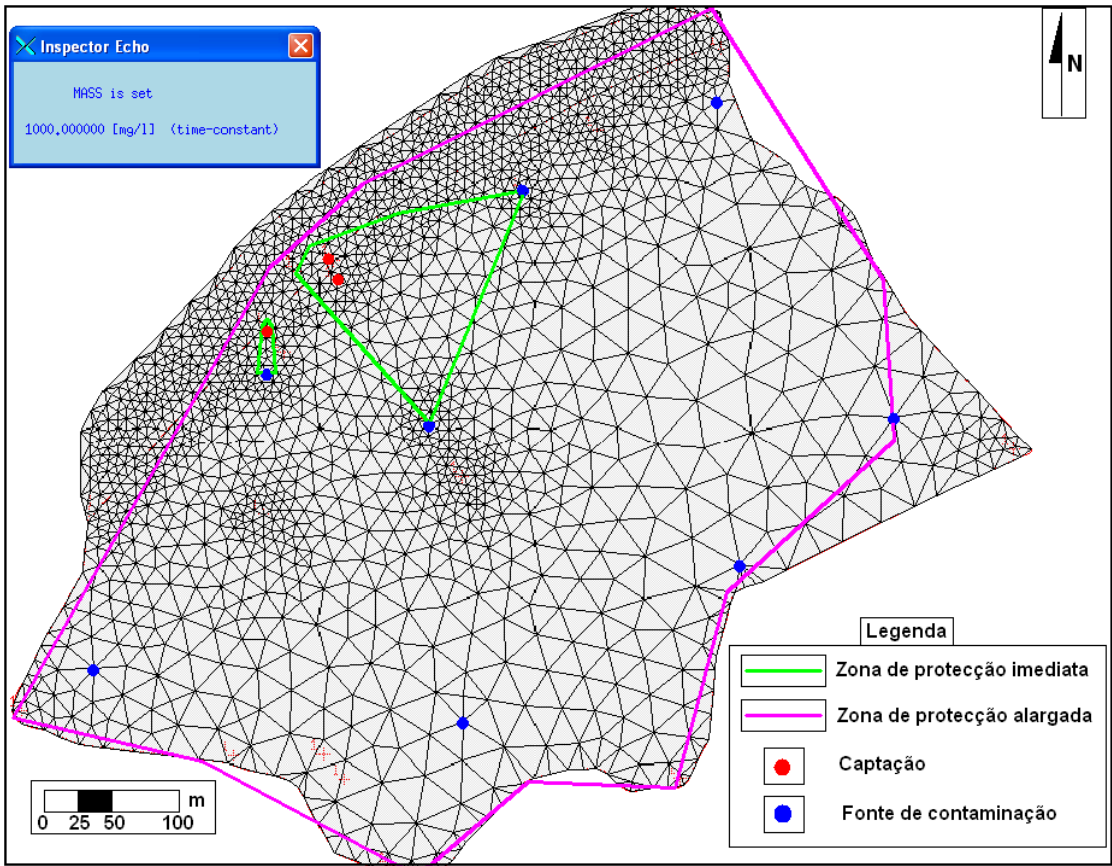 Inspector Echo
MASS is set
1000.000000 [mg/l] (time-constant)
N
Legenda
Zona de protecção imediata
Zona de protecção alargada
Captação
Fonte de contaminação
m
0 25 50 100